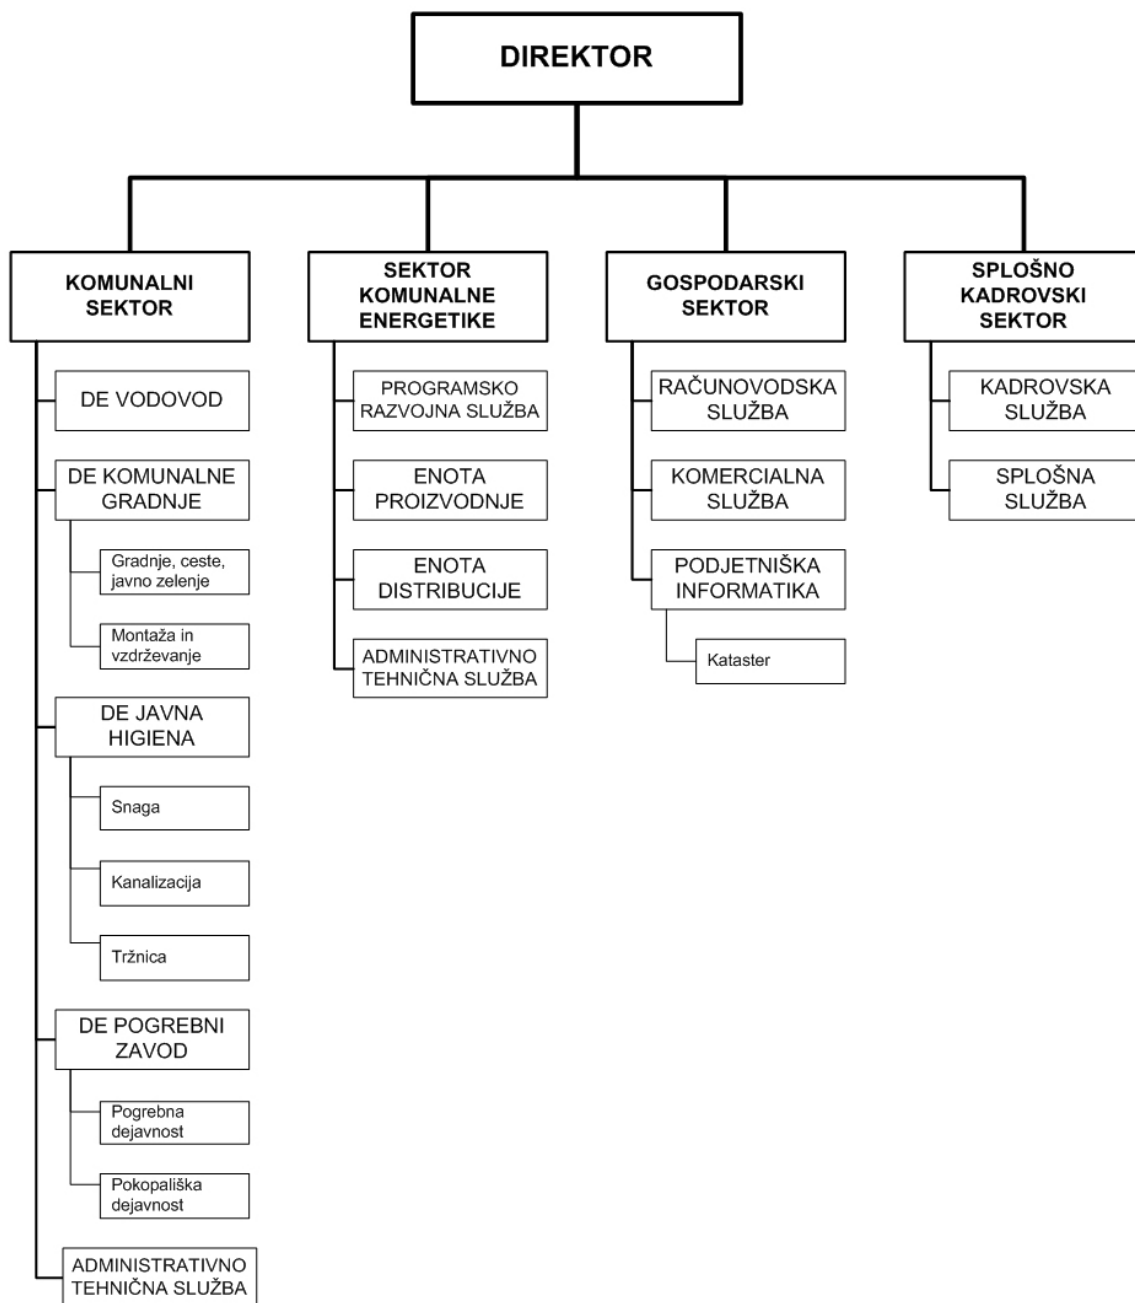 DIREKTOR
KOMUNALNI
SEKTOR
DE VODOVOD
DE KOMUNALNE
GRADNJE
Gradnje, ceste,
javno zelenje
Montaža in
vzdrževanje
DE JAVNA
HIGIENA
Snaga
Kanalizacija
Tržnica
DE POGREBNI
ZAVOD
Pogrebna
dejavnost
Pokopališka
dejavnost
ADMINISTRATIVNO
TEHNIČNA SLUŽBA
SEKTOR
KOMUNALNE
ENERGETIKE
PROGRAMSKO
RAZVOJNA SLUŽBA
ENOTA
PROIZVODNJE
ENOTA
DISTRIBUCIJE
ADMINISTRATIVNO
TEHNIČNA SLUŽBA
GOSPODARSKI
SEKTOR
RAČUNOVODSKA
SLUŽBA
KOMERCIALNA
SLUŽBA
PODJETNIŠKA
INFORMATIKA
Kataster
SPLOŠNO
KADROVSKI
SEKTOR
KADROVSKA
SLUŽBA
SPLOŠNA
SLUŽBA